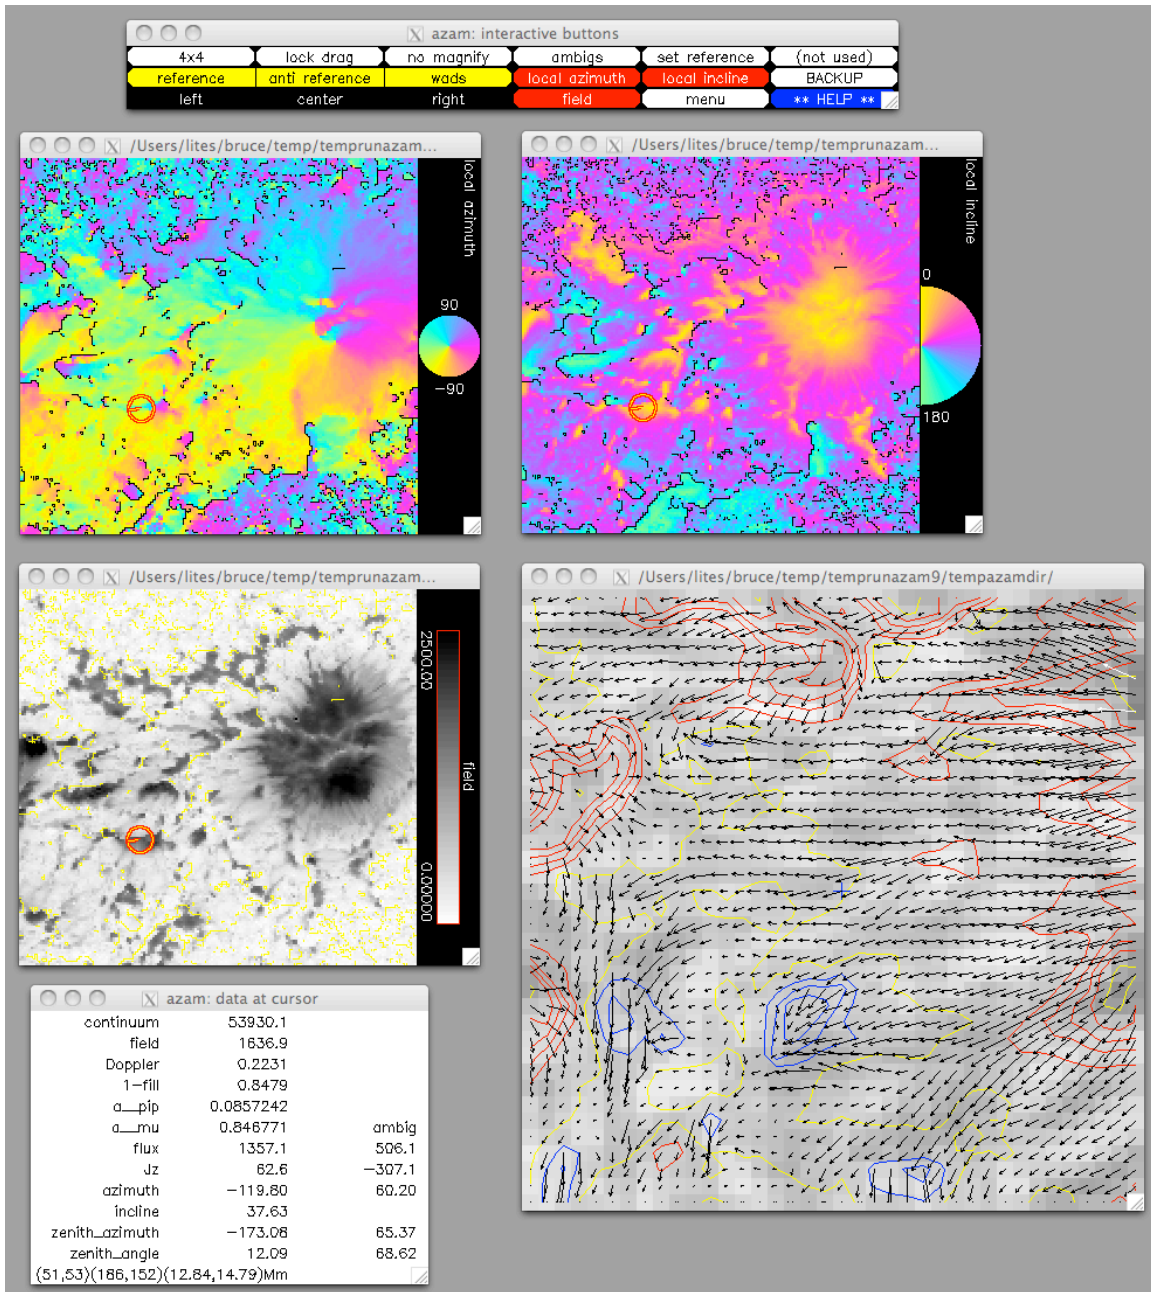 azam: interactive buttons
4x4 lock drag no magnify ambigs set reference (not used)
reference anti reference wads local azimuth local incline BACKUP
left center right field menu ** HELP **
/Users/lites/bruce/temp/temprunazam...
local azimuth
90
-90
/Users/lites/bruce/temp/temprunazam...
local incline
0
180
/Users/lites/bruce/temp/temprunazam...
2500.00
field
0.00000
/Users/lites/bruce/temp/temprunazam9/tempazamdir/
azam: data at cursor
continuum 53930.1
field 1636.9
Doppler 0.2231
1-fill 0.8479
a__pip 0.0857242
a__mu 0.846771 ambig
flux 1357.1 506.1
Jz 62.6 -307.1
azimuth -119.80 60.20
incline 37.63
zenith_azimuth -173.08 65.37
zenith_angle 12.09 68.62
(51,53)(186,152)(12.84,14.79)Mm